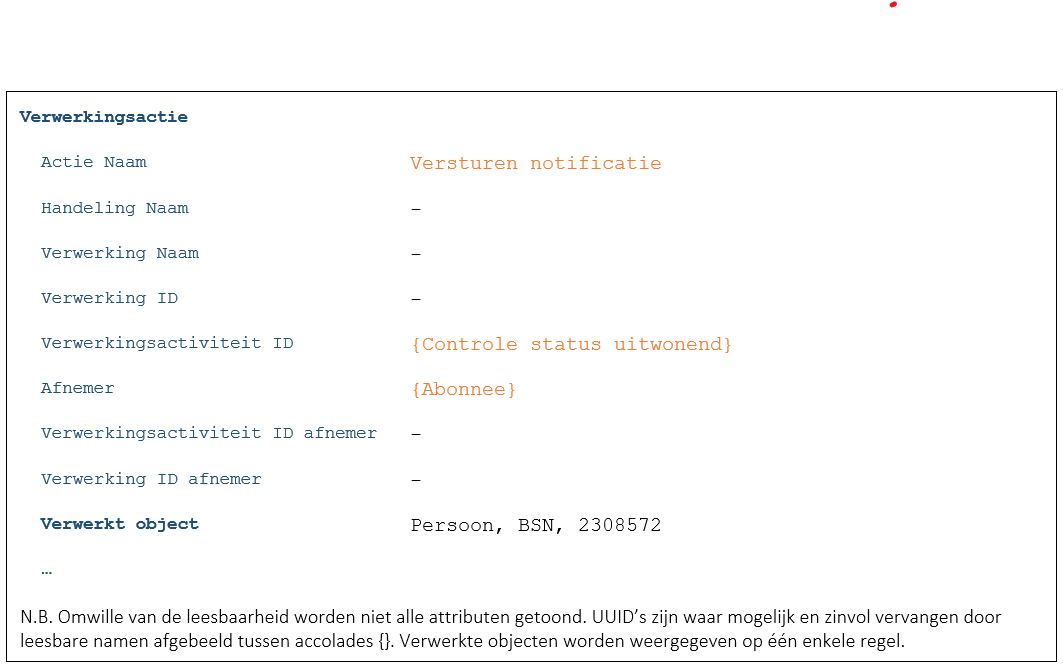 Verwerkingsactie
Actie Naam Versturen notificatie
Handeling Naam –
Verwerking Naam –
Verwerking ID –
Verwerkingsactiviteit ID {Controle status uitwonend}
Afnemer {Abonnee}
Verwerkingsactiviteit ID afnemer –
Verwerking ID afnemer –
Verwerkt object Persoon, BSN, 2308572
…
N.B. Omwille van de leesbaarheid worden niet alle attributen getoond. UUID’s zijn waar mogelijk en zinvol vervangen door
leesbare namen afgebeeld tussen accolades {}. Verwerkte objecten worden weergegeven op één enkele regel.